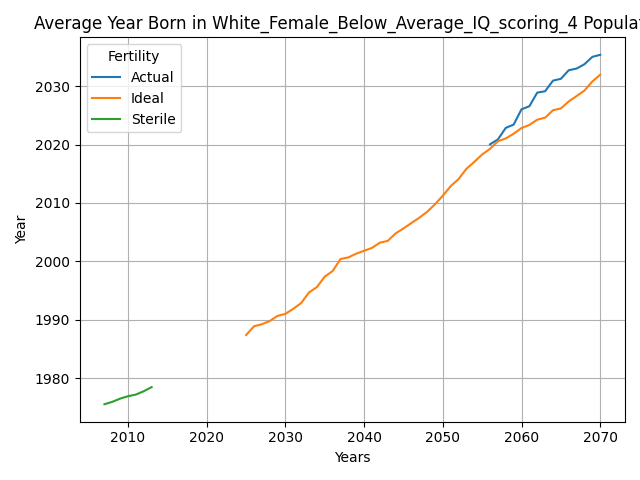 Average Year Born in White_Female_Below_Average_IQ_scoring_4 Populat
Fertility
Actual
Ideal
Sterile
Year
2030
2020
2010
2000
1990
1980
2010 2020 2030 2040 2050 2060 2070
Years